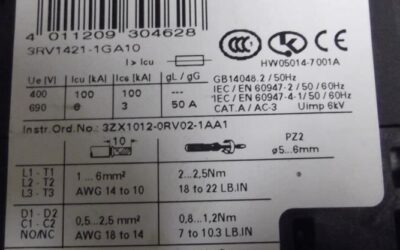 4 011209 304628
3RV1421-1GA10
I > Icu
CCC
HW05014-7001A
Ue [V] Icu [kA] Ics [kA] gL / gG
400 100 100 ---
690 3 50 A
GB14048.2 / 50Hz
IEC / EN 60947-2 / 50 / 60Hz
IEC / EN 60947-4-1/ 50 / 60Hz
CAT.A / AC-3 Uimp 6kV
Instr.Ord.No.: 3ZX1012-0RV02-1AA1
10
PZ2
ø5...6mm
L1 - T1
L2 - T2
L3 - T3
1...6mm²
AWG 14 to 10
2...2,5Nm
18 to 22 LB.IN
D1 - D2
C1 - C2
NO/NC
0,5...2,5 mm²
AWG 18 to 14
0,8...1,2Nm
7 to 10.3 LB.IN